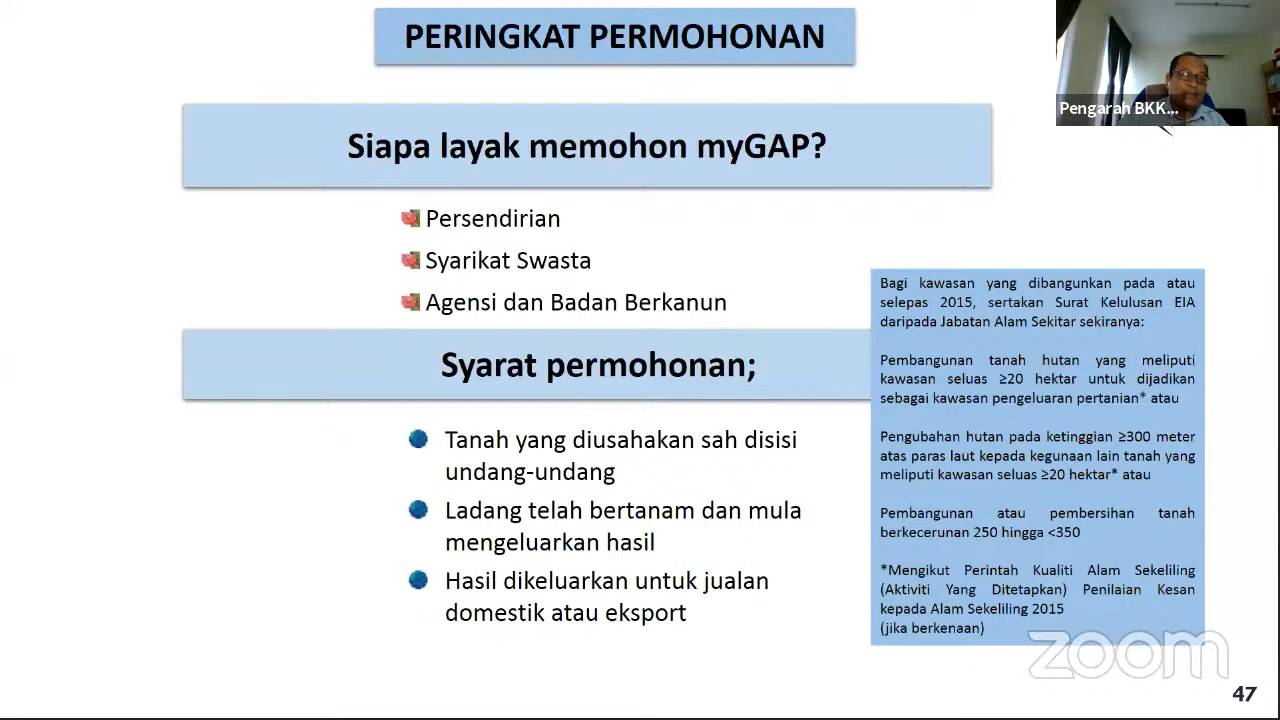 PERINGKAT PERMOHONAN
Pengarah BKK...
Siapa layak memohon myGAP?
Persendirian
Syarikat Swasta
Agensi dan Badan Berkanun
Syarat permohonan;
Tanah yang diusahakan sah disisi
undang-undang
Ladang telah bertanam dan mula
mengeluarkan hasil
Hasil dikeluarkan untuk jualan
domestik atau eksport
Bagi kawasan yang dibangunkan pada atau
selepas 2015, sertakan Surat Kelulusan EIA
daripada Jabatan Alam Sekitar sekiranya:
Pembangunan tanah hutan yang meliputi
kawasan seluas ≥20 hektar untuk dijadikan
sebagai kawasan pengeluaran pertanian* atau
Pengubahan hutan pada ketinggian ≥300 meter
atas paras laut kepada kegunaan lain tanah yang
meliputi kawasan seluas ≥20 hektar* atau
Pembangunan atau pembersihan tanah
berkecerunan 250 hingga <350
*Mengikut Perintah Kualiti Alam Sekeliling
(Aktiviti Yang Ditetapkan) Penilaian Kesan
kepada Alam Sekeliling 2015
(jika berkenaan)
zoom
47